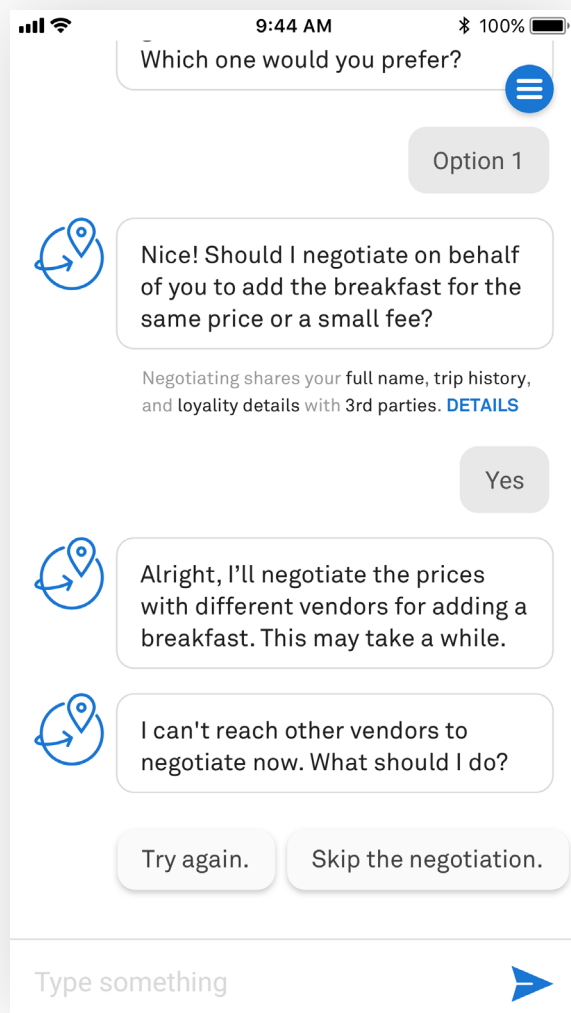 9:44 AM
100%
Which one would you prefer?
Option 1
Nice! Should I negotiate on behalf
of you to add the breakfast for the
same price or a small fee?
Negotiating shares your full name, trip history,
and loyality details with 3rd parties. DETAILS
Yes
Alright, I’ll negotiate the prices
with different vendors for adding a
breakfast. This may take a while.
I can't reach other vendors to
negotiate now. What should I do?
Try again.
Skip the negotiation.
Type something